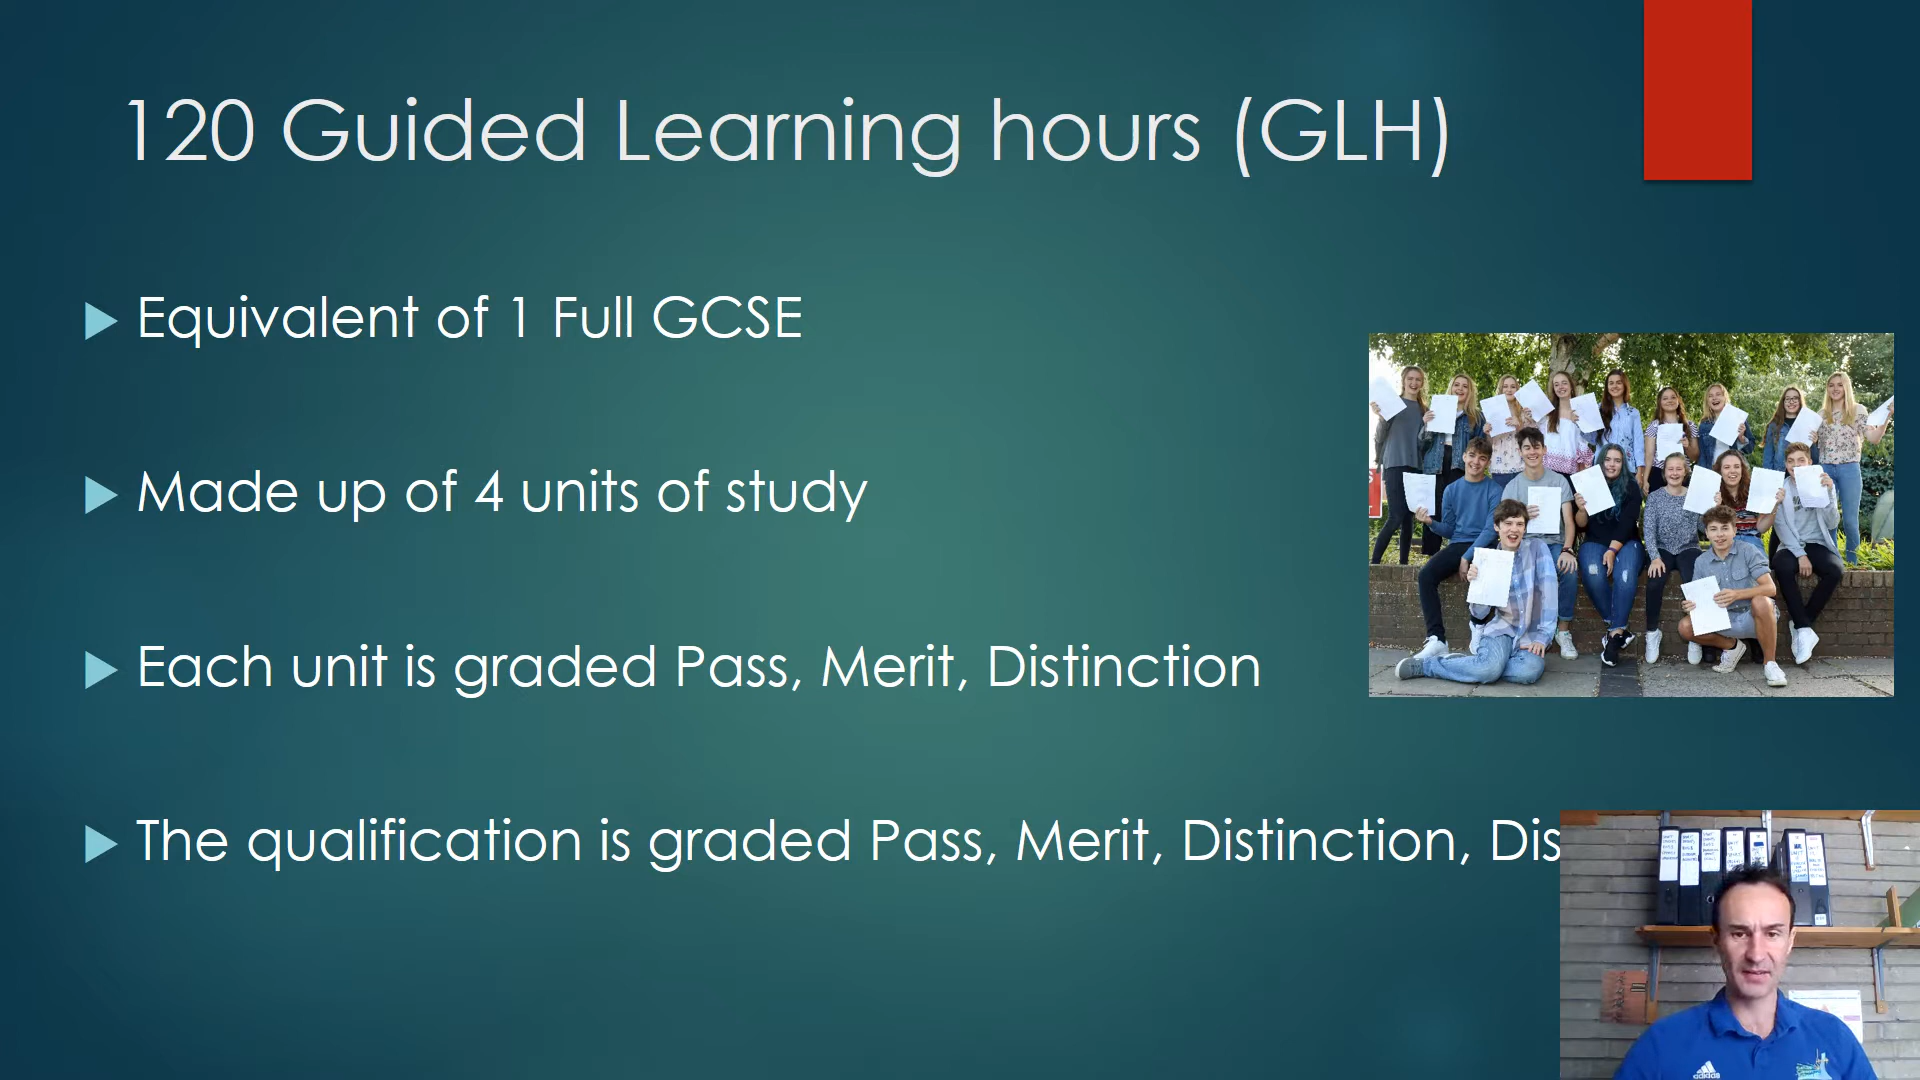 120 Guided Learning hours (GLH)
Equivalent of 1 Full GCSE
Made up of 4 units of study
Each unit is graded Pass, Merit, Distinction
The qualification is graded Pass, Merit, Distinction, Dis
adidas